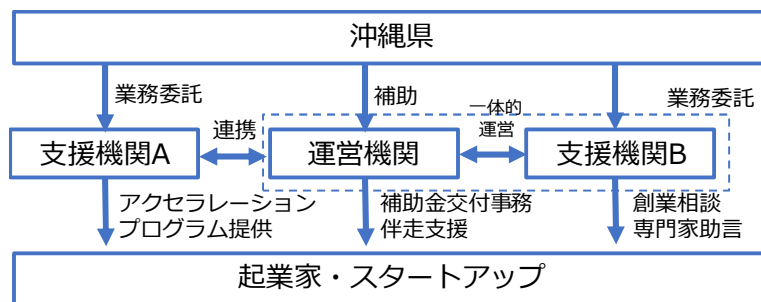 沖縄県
業務委託
補助
一体的
運営
業務委託
連携
支援機関A
運営機関
支援機関B
アクセラレーション
プログラム提供
補助金交付事務
伴走支援
創業相談
専門家助言
起業家・スタートアップ